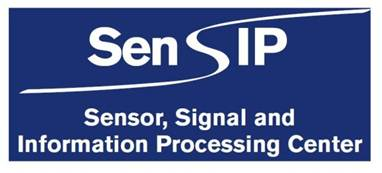 SenSIP
Sensor, Signal and
Information Processing Center